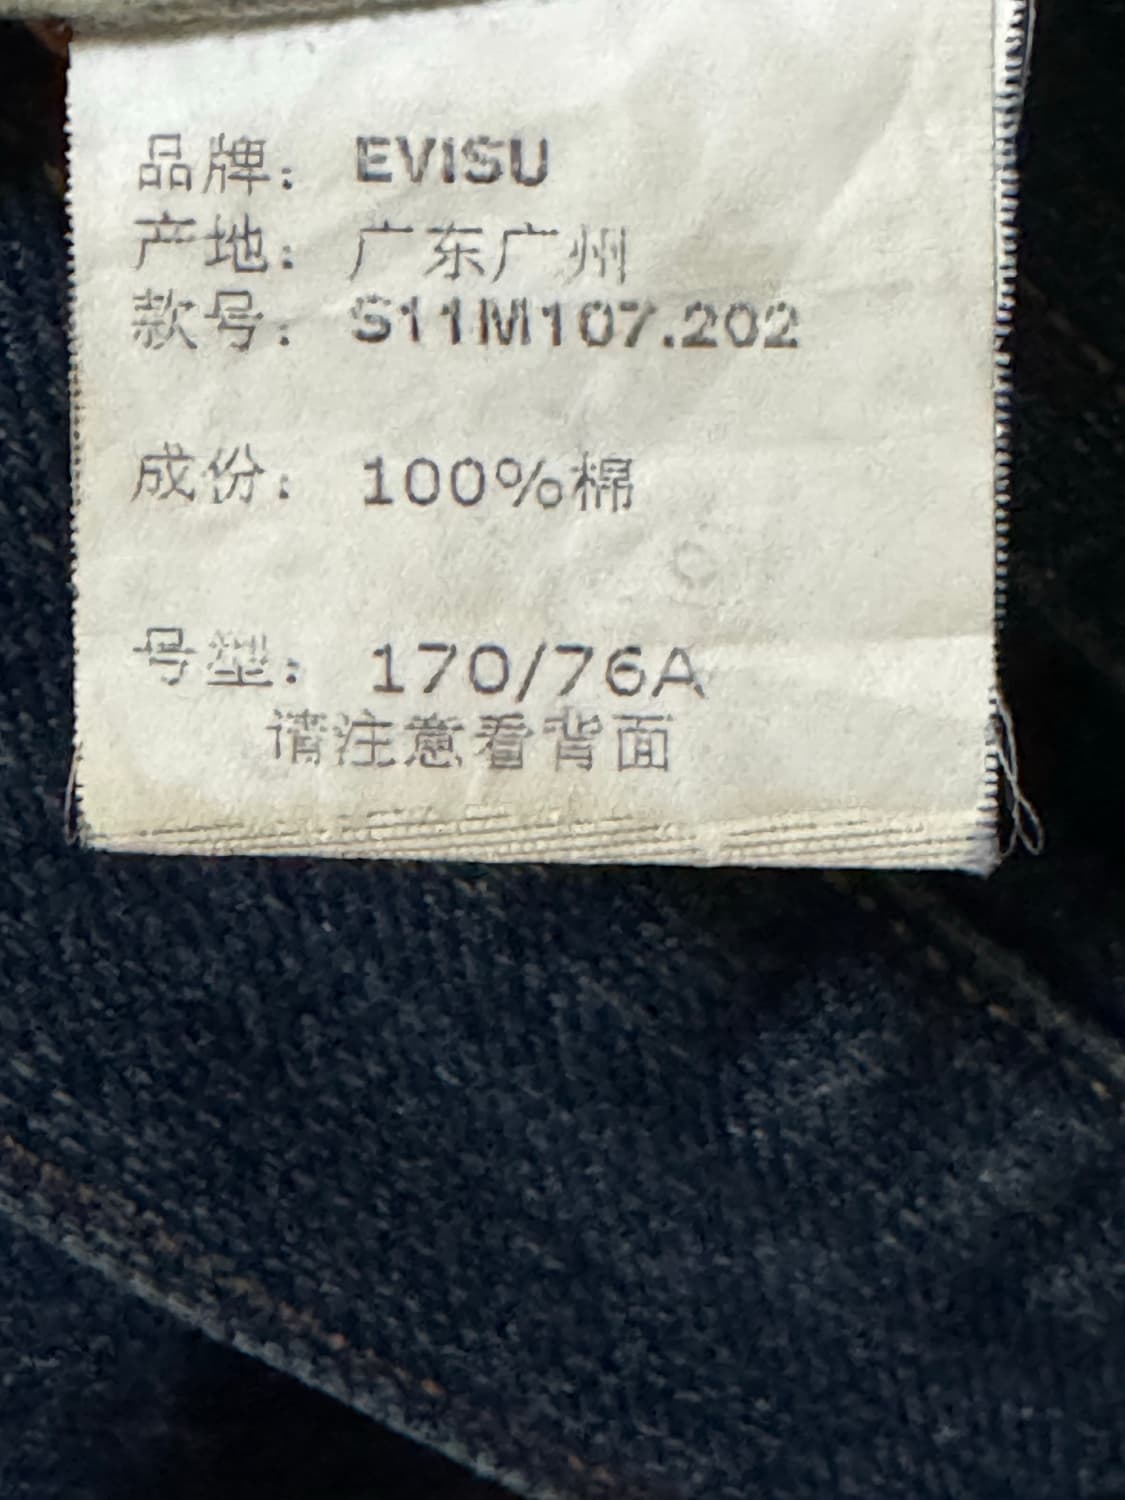 品牌： EVISU
产地： 广东广州
款号： S11M107.202
成份： 100%棉
号型： 170/76A
请注意看背面